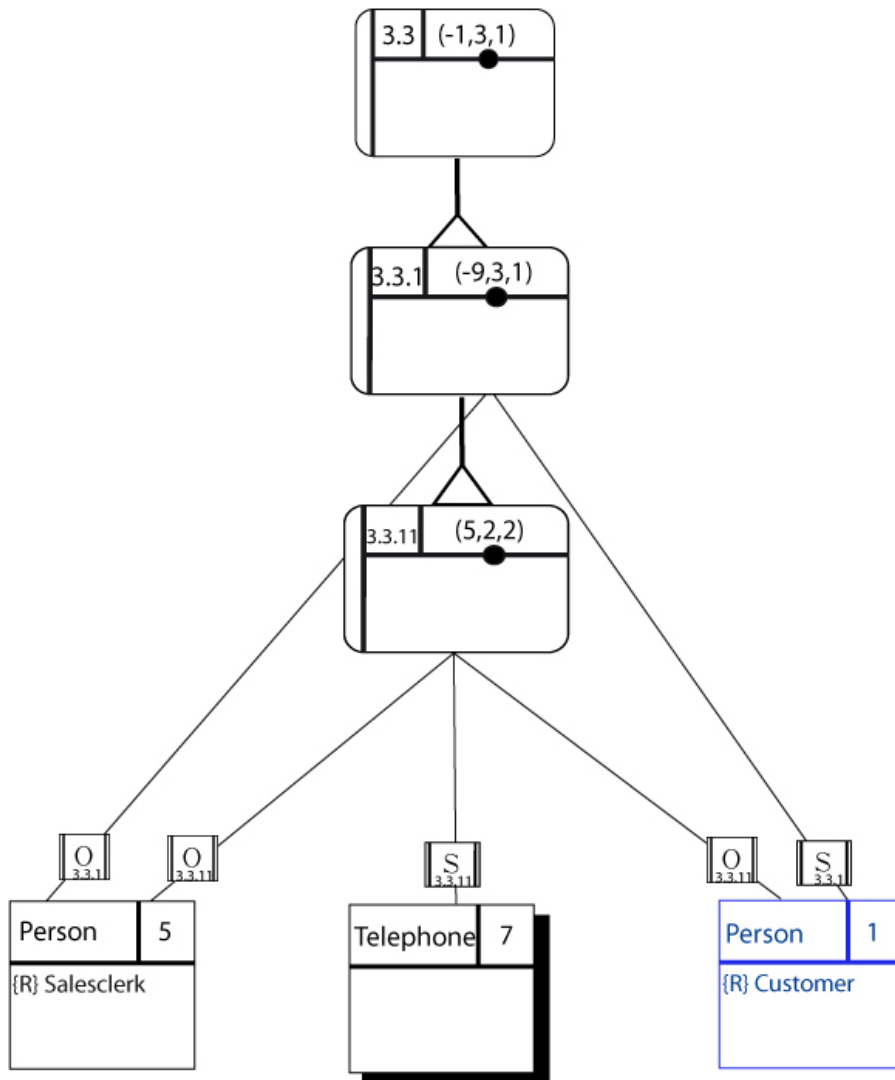 3.3 (-1,3,1)
3.3.1 (-9,3,1)
3.3.11 (5,2,2)
O
3.3.1
O
3.3.11
S
3.3.11
O
3.3.11
S
3.3.1
Person 5
{R} Salesclerk
Telephone 7
Person 1
{R} Customer